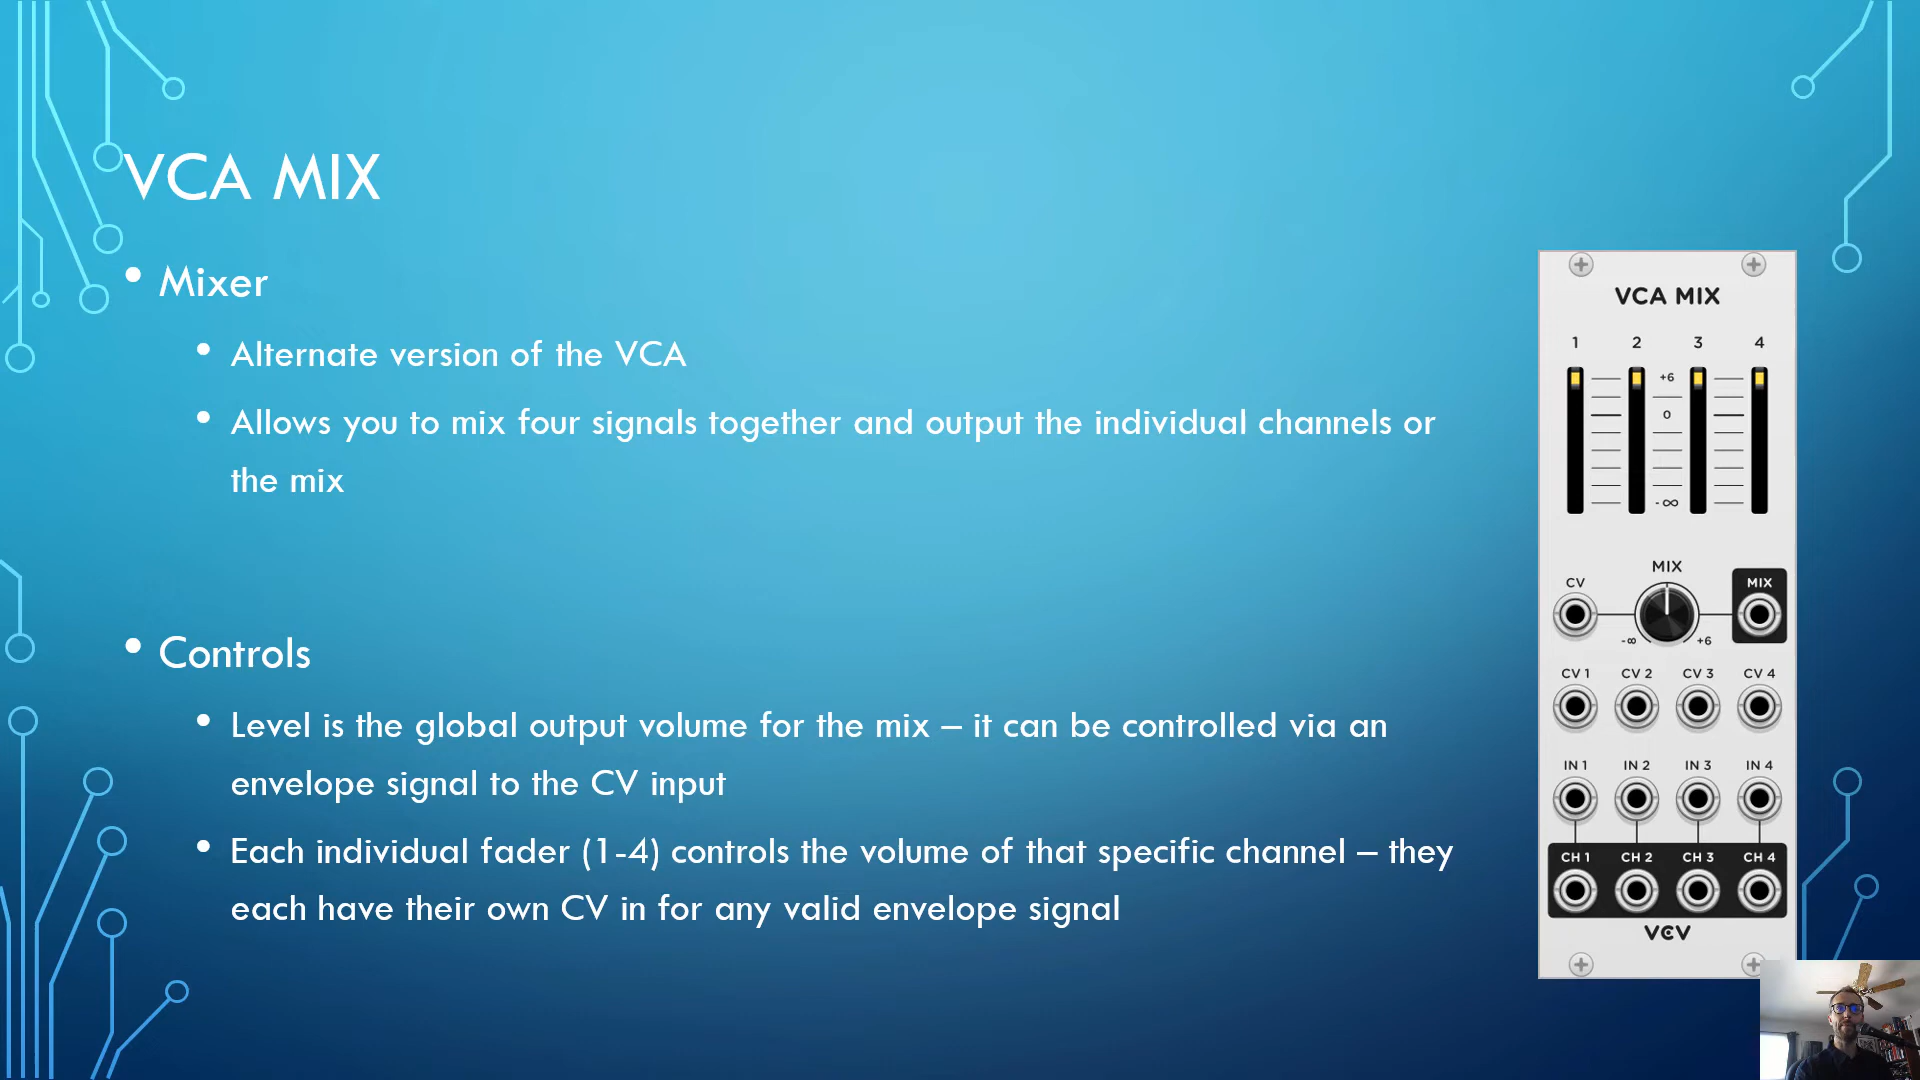 VCA MIX
• Mixer
• Alternate version of the VCA
• Allows you to mix four signals together and output the individual channels or
the mix
• Controls
• Level is the global output volume for the mix – it can be controlled via an
envelope signal to the CV input
• Each individual fader (1-4) controls the volume of that specific channel – they
each have their own CV in for any valid envelope signal
VCA MIX
1 2 3 4
+6
0
-∞
MIX
CV MIX
-∞ +6
CV 1 CV 2 CV 3 CV 4
IN 1 IN 2 IN 3 IN 4
CH 1 CH 2 CH 3 CH 4
VCV